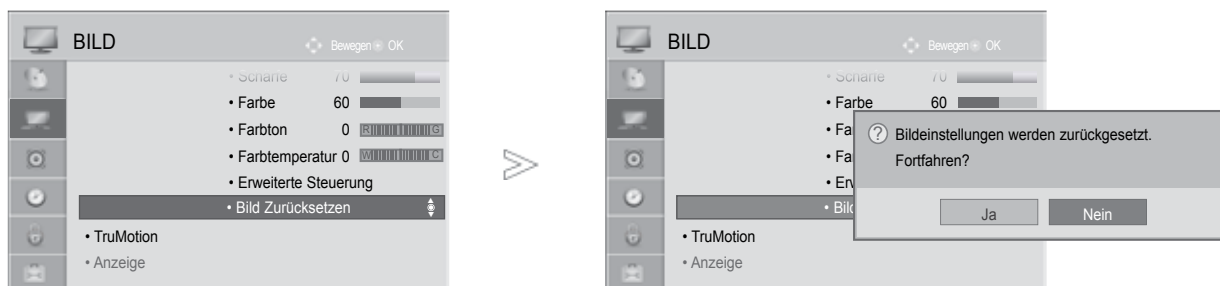 BILD
Bewegen OK
• Schärfe 70
• Farbe 60
• Farbton 0 R G
• Farbtemperatur 0 W C
• Erweiterte Steuerung
• Bild Zurücksetzen
• TruMotion
• Anzeige
BILD
Bewegen OK
• Schärfe 70
• Farbe 60
• Fa
• Fa
• Er
• Bild
• TruMotion
• Anzeige
? Bildeinstellungen werden zurückgesetzt.
Fortfahren?
Ja Nein